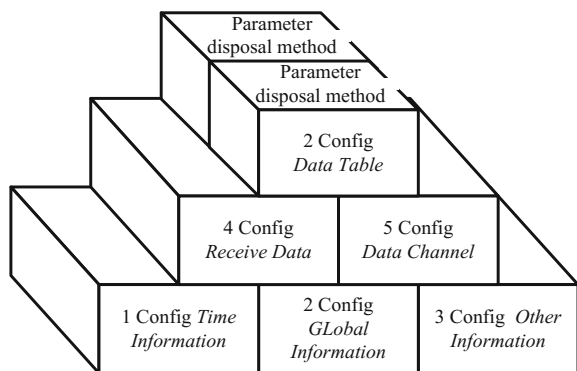 Parameter
disposal method
Parameter
disposal method
2 Config
Data Table
4 Config
Receive Data
5 Config
Data Channel
1 Config Time
Information
2 Config
GLobal
Information
3 Config Other
Information